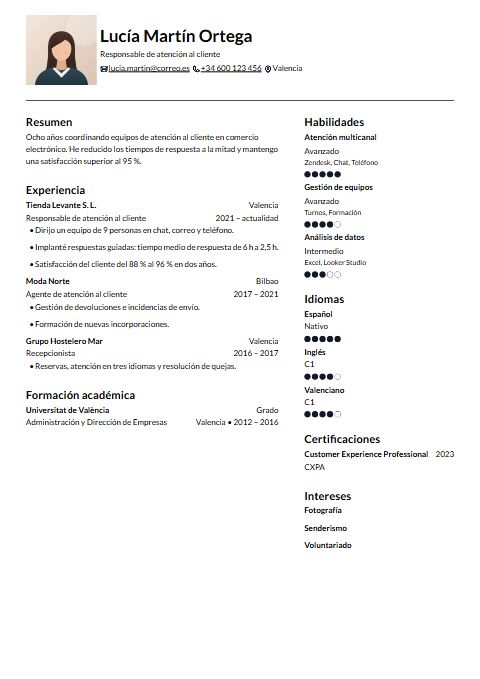 Lucía Martín Ortega
Responsable de atención al cliente
lucia.martin@correo.es +34 600 123 456 Valencia
Resumen
Ocho años coordinando equipos de atención al cliente en comercio
electrónico. He reducido los tiempos de respuesta a la mitad y mantengo
una satisfacción superior al 95 %.
Experiencia
Tienda Levante S. L. Valencia
Responsable de atención al cliente 2021 – actualidad
• Dirijo un equipo de 9 personas en chat, correo y teléfono.
• Implanté respuestas guiadas: tiempo medio de respuesta de 6 h a 2,5 h.
• Satisfacción del cliente del 88 % al 96 % en dos años.
Moda Norte Bilbao
Agente de atención al cliente 2017 – 2021
• Gestión de devoluciones e incidencias de envío.
• Formación de nuevas incorporaciones.
Grupo Hostelero Mar Valencia
Recepcionista 2016 – 2017
• Reservas, atención en tres idiomas y resolución de quejas.
Formación académica
Universitat de València Grado
Administración y Dirección de Empresas Valencia • 2012 – 2016
Habilidades
Atención multicanal
Avanzado
Zendesk, Chat, Teléfono
Gestión de equipos
Avanzado
Turnos, Formación
Análisis de datos
Intermedio
Excel, Looker Studio
Idiomas
Español
Nativo
Inglés
C1
Valenciano
C1
Certificaciones
Customer Experience Professional 2023
CXPA
Intereses
Fotografía
Senderismo
Voluntariado